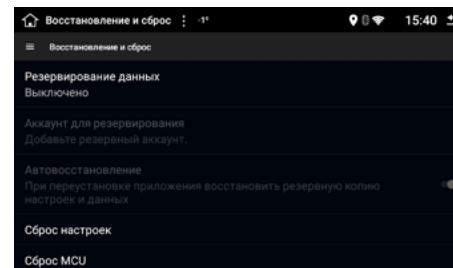 Восстановление и сброс -1° 15:40
Восстановление и сброс
Резервирование данных
Выключено
Аккаунт для резервирования
Добавьте резервный аккаунт.
Автовосстановление
При переустановке приложения восстановить резервную копию
настроек и данных
Сброс настроек
Сброс MCU